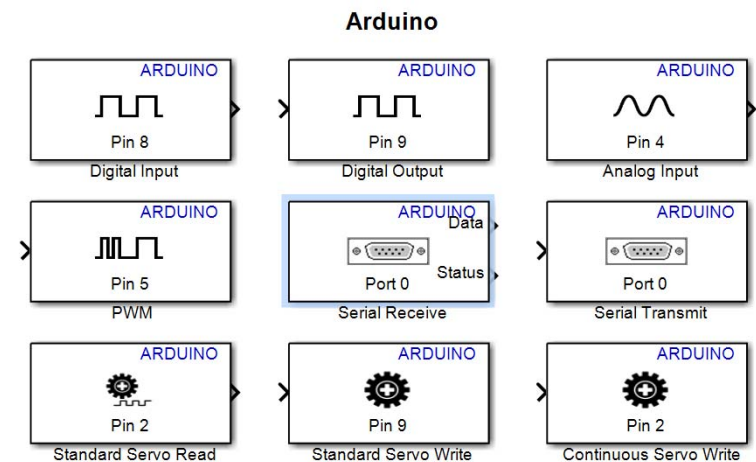 Arduino
ARDUINO
Pin 8
Digital Input
ARDUINO
Pin 9
Digital Output
ARDUINO
Pin 4
Analog Input
ARDUINO
Pin 5
PWM
ARDUINO
Data
Status
Port 0
Serial Receive
ARDUINO
Port 0
Serial Transmit
ARDUINO
Pin 2
Standard Servo Read
ARDUINO
Pin 9
Standard Servo Write
ARDUINO
Pin 2
Continuous Servo Write